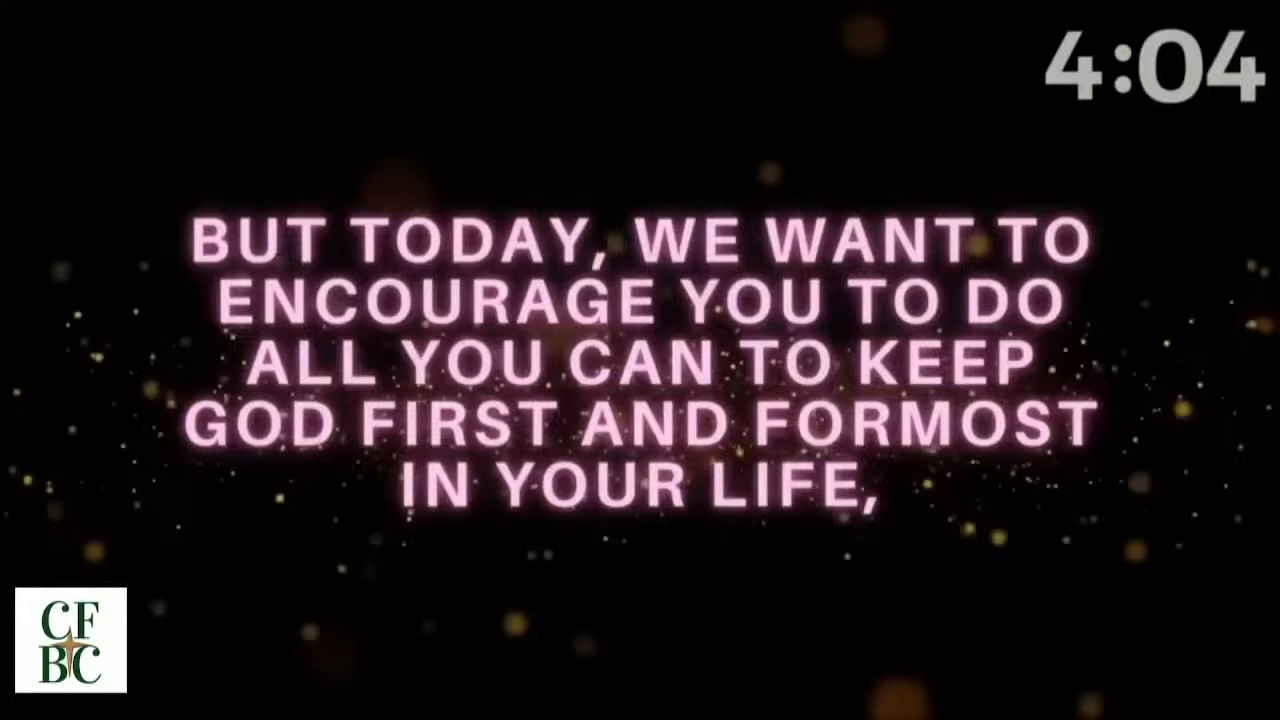 4:04
BUT TODAY, WE WANT TO
ENCOURAGE YOU TO DO
ALL YOU CAN TO KEEP
GOD FIRST AND FORMOST
IN YOUR LIFE,
CF
BC